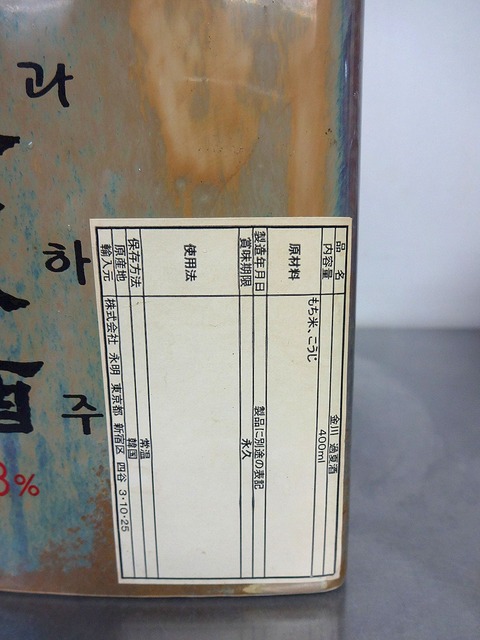 과
하
주
酒
8%
品名 金川 過夏酒
内容量 400ml
原材料 もち米、こうじ
製造年月日 製品に別途の表記
賞味期限 永久
使用法
保存方法 常温
原産地 韓国
輸入元 株式会社 永明 東京都 新宿区 四谷 3-10-25